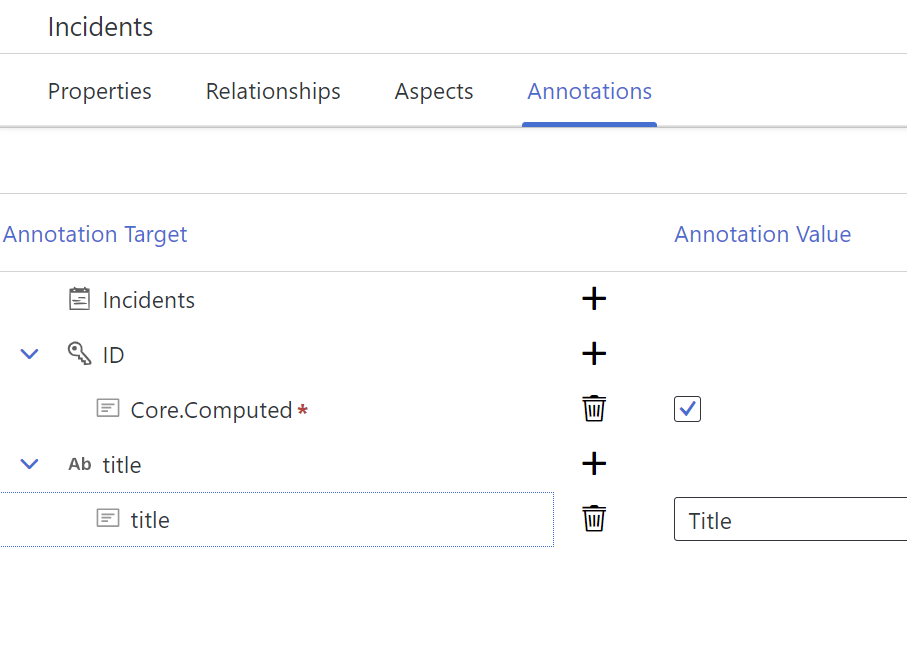 Incidents
Properties Relationships Aspects Annotations
Annotation Target Annotation Value
Incidents
ID
Core.Computed *
Ab title
title Title